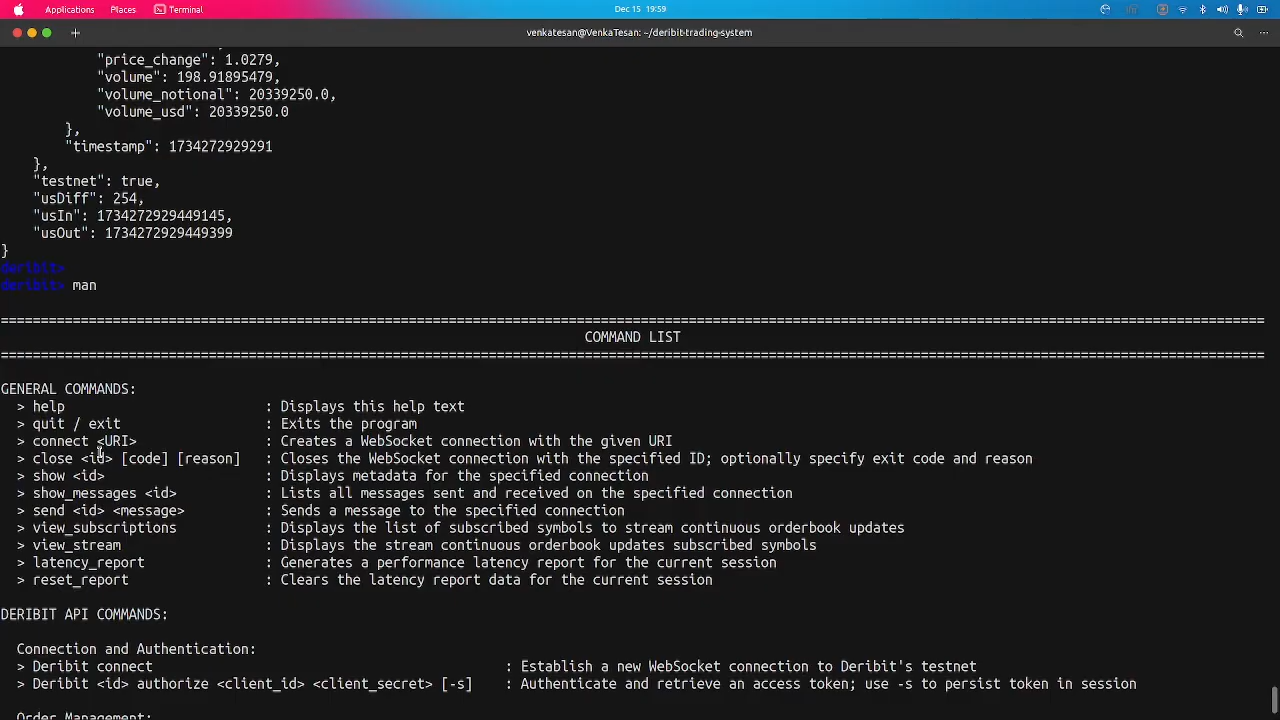 Applications Places Terminal Dec 15 19:59
venkatesan@VenkaTesan: ~/deribit-trading-system
"price_change": 1.0279,
"volume": 198.91895479,
"volume_notional": 20339250.0,
"volume_usd": 20339250.0
},
"timestamp": 1734272929291
},
"testnet": true,
"usDiff": 254,
"usIn": 1734272929449145,
"usOut": 1734272929449399
}
deribit>
deribit> man
================================================================================
COMMAND LIST
================================================================================
GENERAL COMMANDS:
> help : Displays this help text
> quit / exit : Exits the program
> connect <URI> : Creates a WebSocket connection with the given URI
> close <id> [code] [reason] : Closes the WebSocket connection with the specified ID; optionally specify exit code and reason
> show <id> : Displays metadata for the specified connection
> show_messages <id> : Lists all messages sent and received on the specified connection
> send <id> <message> : Sends a message to the specified connection
> view_subscriptions : Displays the list of subscribed symbols to stream continuous orderbook updates
> view_stream : Displays the stream continuous orderbook updates subscribed symbols
> latency_report : Generates a performance latency report for the current session
> reset_report : Clears the latency report data for the current session
DERIBIT API COMMANDS:
Connection and Authentication:
> Deribit connect : Establish a new WebSocket connection to Deribit's testnet
> Deribit <id> authorize <client_id> <client_secret> [-s] : Authenticate and retrieve an access token; use -s to persist token in session
Order Management: